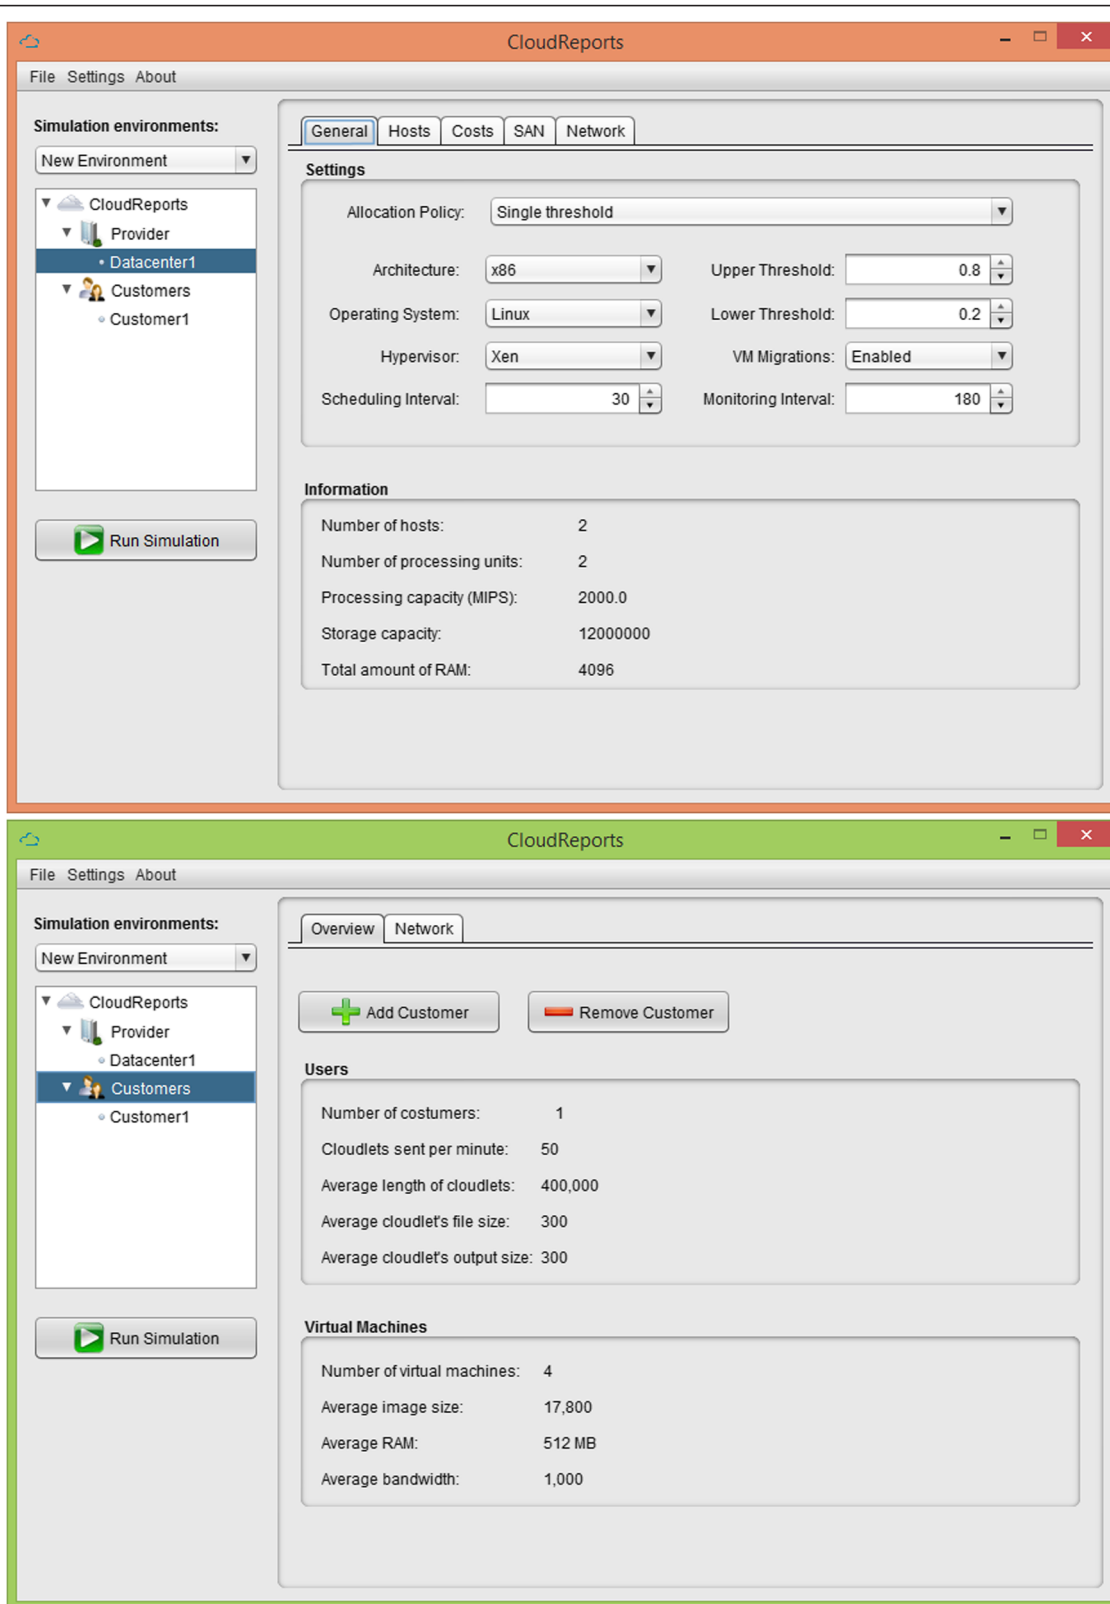 CloudReports
File Settings About
Simulation environments:
New Environment
CloudReports
Provider
Datacenter1
Customers
Customer1
Run Simulation
General Hosts Costs SAN Network
Settings
Allocation Policy: Single threshold
Architecture: x86 Upper Threshold: 0.8
Operating System: Linux Lower Threshold: 0.2
Hypervisor: Xen VM Migrations: Enabled
Scheduling Interval: 30 Monitoring Interval: 180
Information
Number of hosts: 2
Number of processing units: 2
Processing capacity (MIPS): 2000.0
Storage capacity: 12000000
Total amount of RAM: 4096
CloudReports
File Settings About
Simulation environments:
New Environment
CloudReports
Provider
Datacenter1
Customers
Customer1
Run Simulation
Overview Network
Add Customer Remove Customer
Users
Number of costumers: 1
Cloudlets sent per minute: 50
Average length of cloudlets: 400,000
Average cloudlet's file size: 300
Average cloudlet's output size: 300
Virtual Machines
Number of virtual machines: 4
Average image size: 17,800
Average RAM: 512 MB
Average bandwidth: 1,000